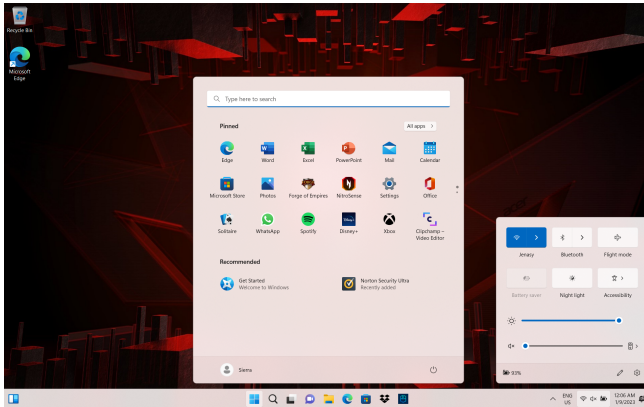 Recycle Bin
Microsoft
Edge
Type here to search
Pinned
All apps >
Edge
Word
Excel
PowerPoint
Mail
Calendar
Microsoft Store
Photos
Forge of Empires
NitroSense
Settings
Office
Solitaire
WhatsApp
Spotify
Disney+
Xbox
Clipchamp –
Video Editor
Recommended
Get Started
Welcome to Windows
Norton Security Ultra
Recently added
Sierra
Jenasy
Bluetooth
Flight mode
Battery saver
Night light
Accessibility
93%
ENG
US
12:06 AM
1/9/2023